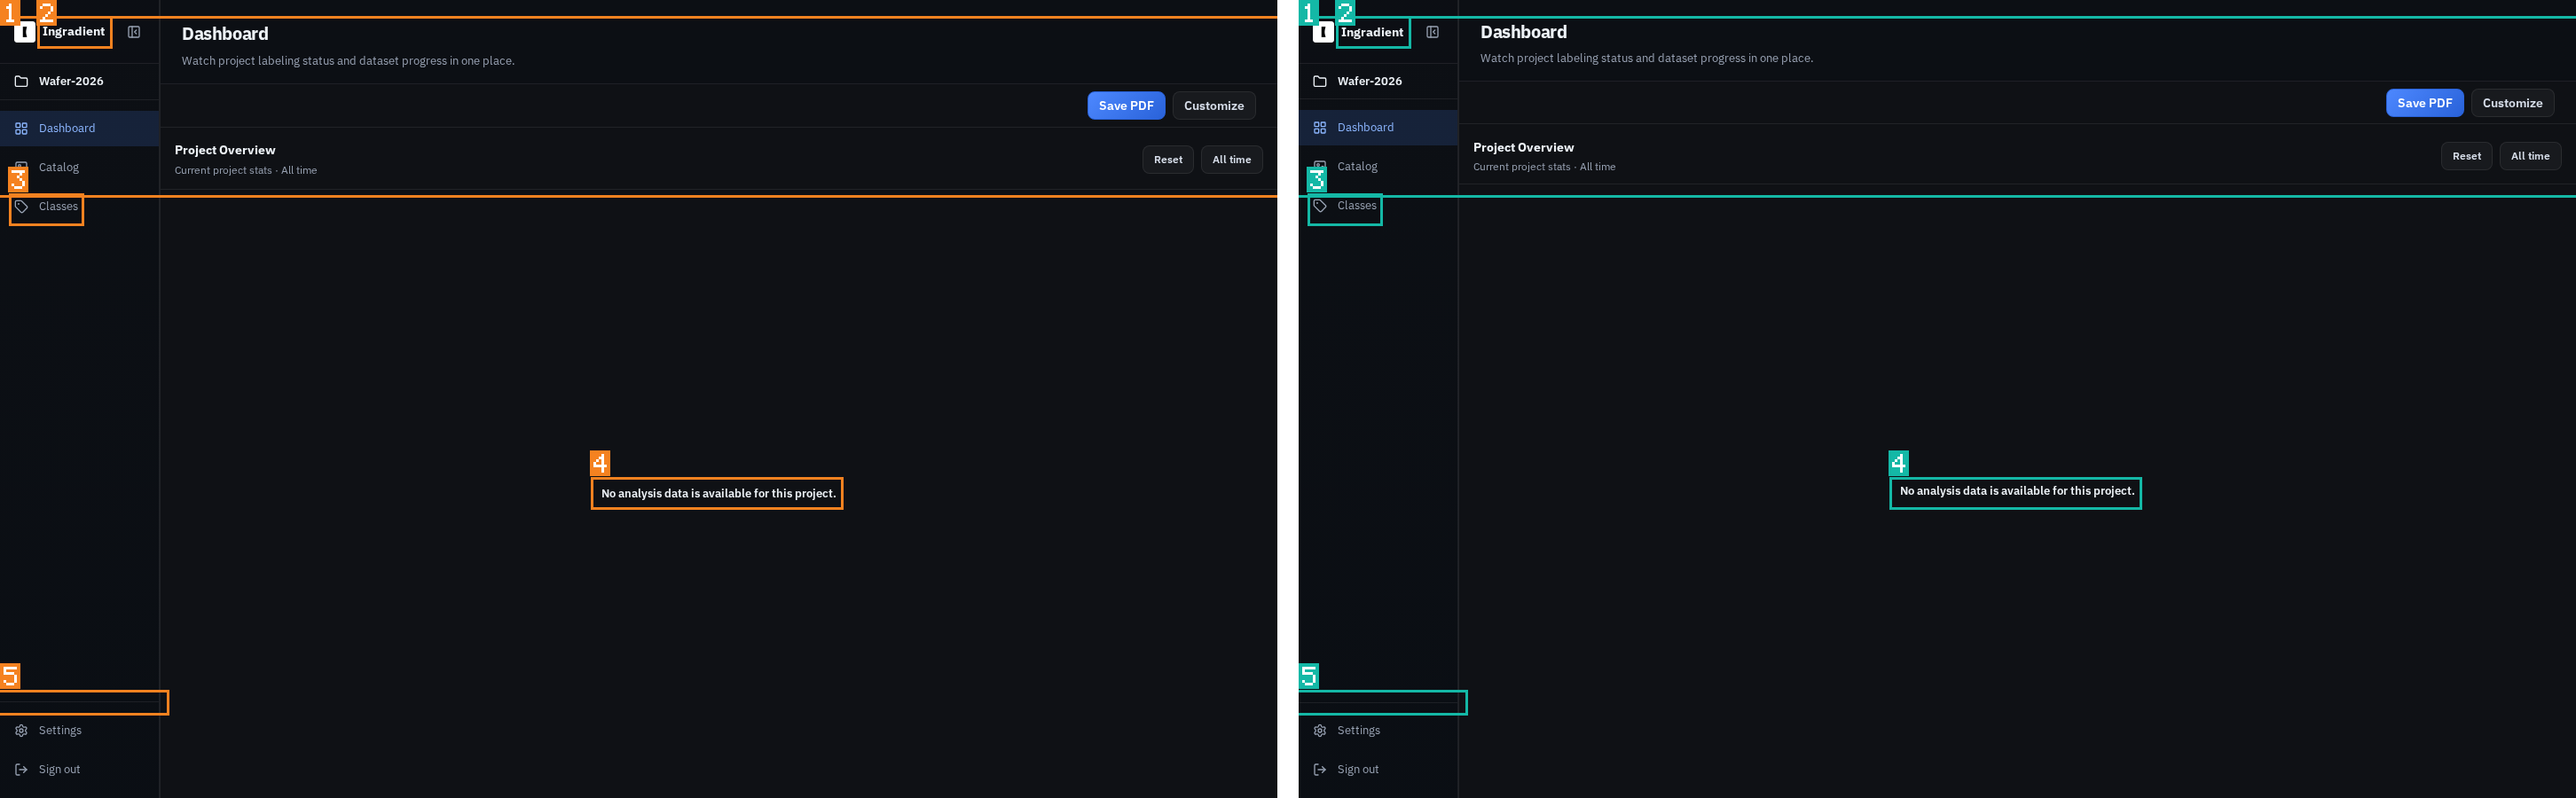 1 2
Ingradient
Dashboard
Watch project labeling status and dataset progress in one place.
Wafer-2026
Save PDF Customize
Dashboard
Project Overview
Current project stats · All time
Reset All time
Catalog
3
Classes
4
No analysis data is available for this project.
5
Settings
Sign out
1 2
Ingradient
Dashboard
Watch project labeling status and dataset progress in one place.
Wafer-2026
Save PDF Customize
Dashboard
Project Overview
Current project stats · All time
Reset All time
Catalog
3
Classes
4
No analysis data is available for this project.
5
Settings
Sign out